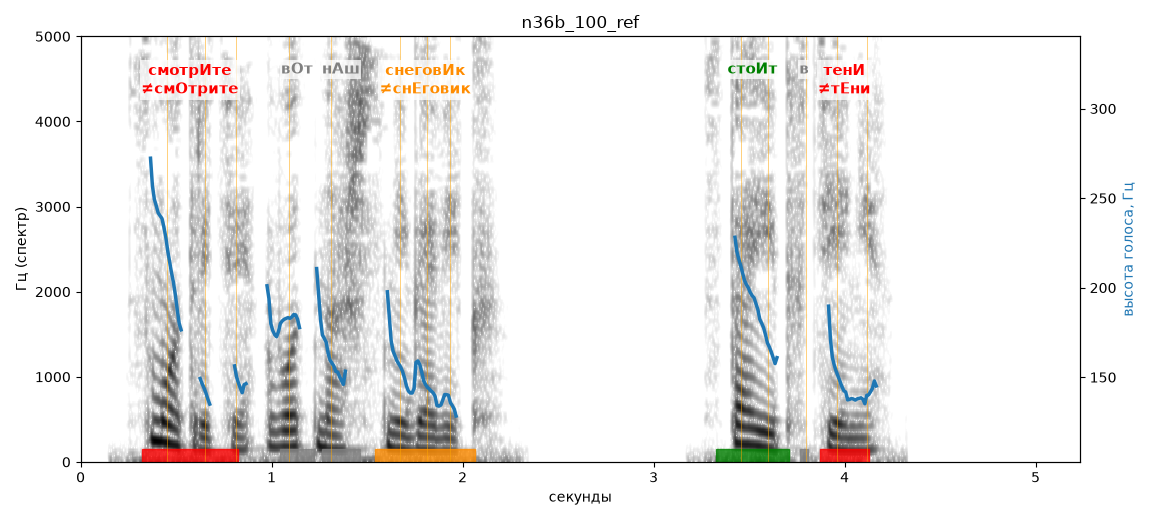 n36b_100_ref
5000
4000
3000
2000
1000
0
Гц (спектр)
смотрИте
≠смОтрите
вОт нАш
снеговИк
≠снЕговик
стоИт
в
тенИ
≠тЕни
300
250
200
150
высота голоса, Гц
0 1 2 3 4 5
секунды